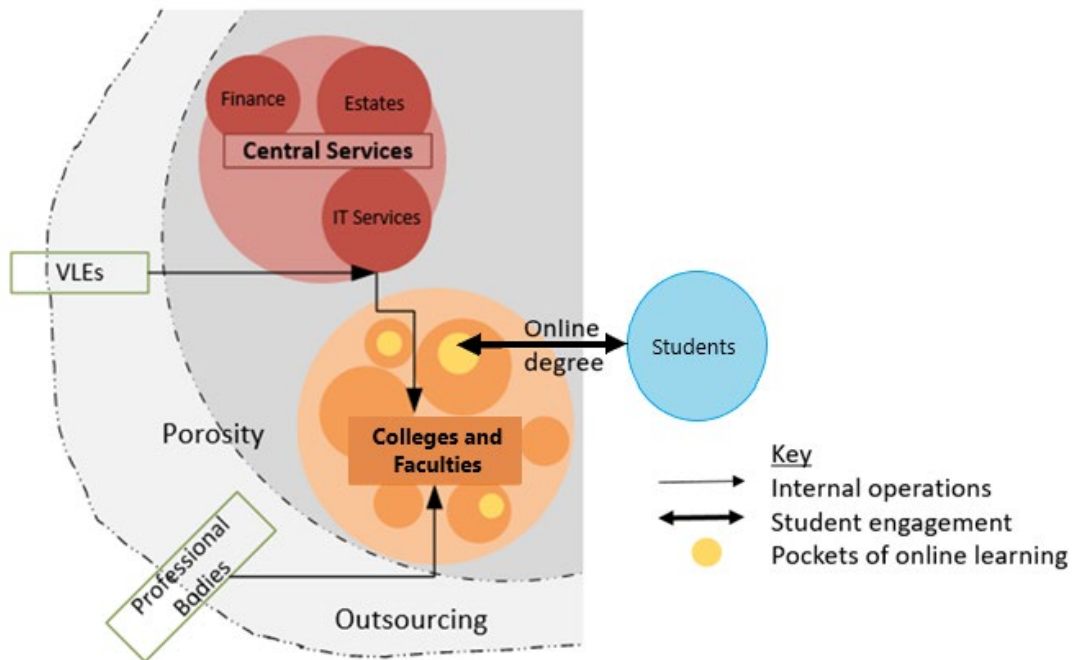 Finance
Estates
Central Services
IT Services
VLEs
Online
degree
Students
Porosity
Colleges and
Faculties
Professional
Bodies
Outsourcing
Key
Internal operations
Student engagement
Pockets of online learning